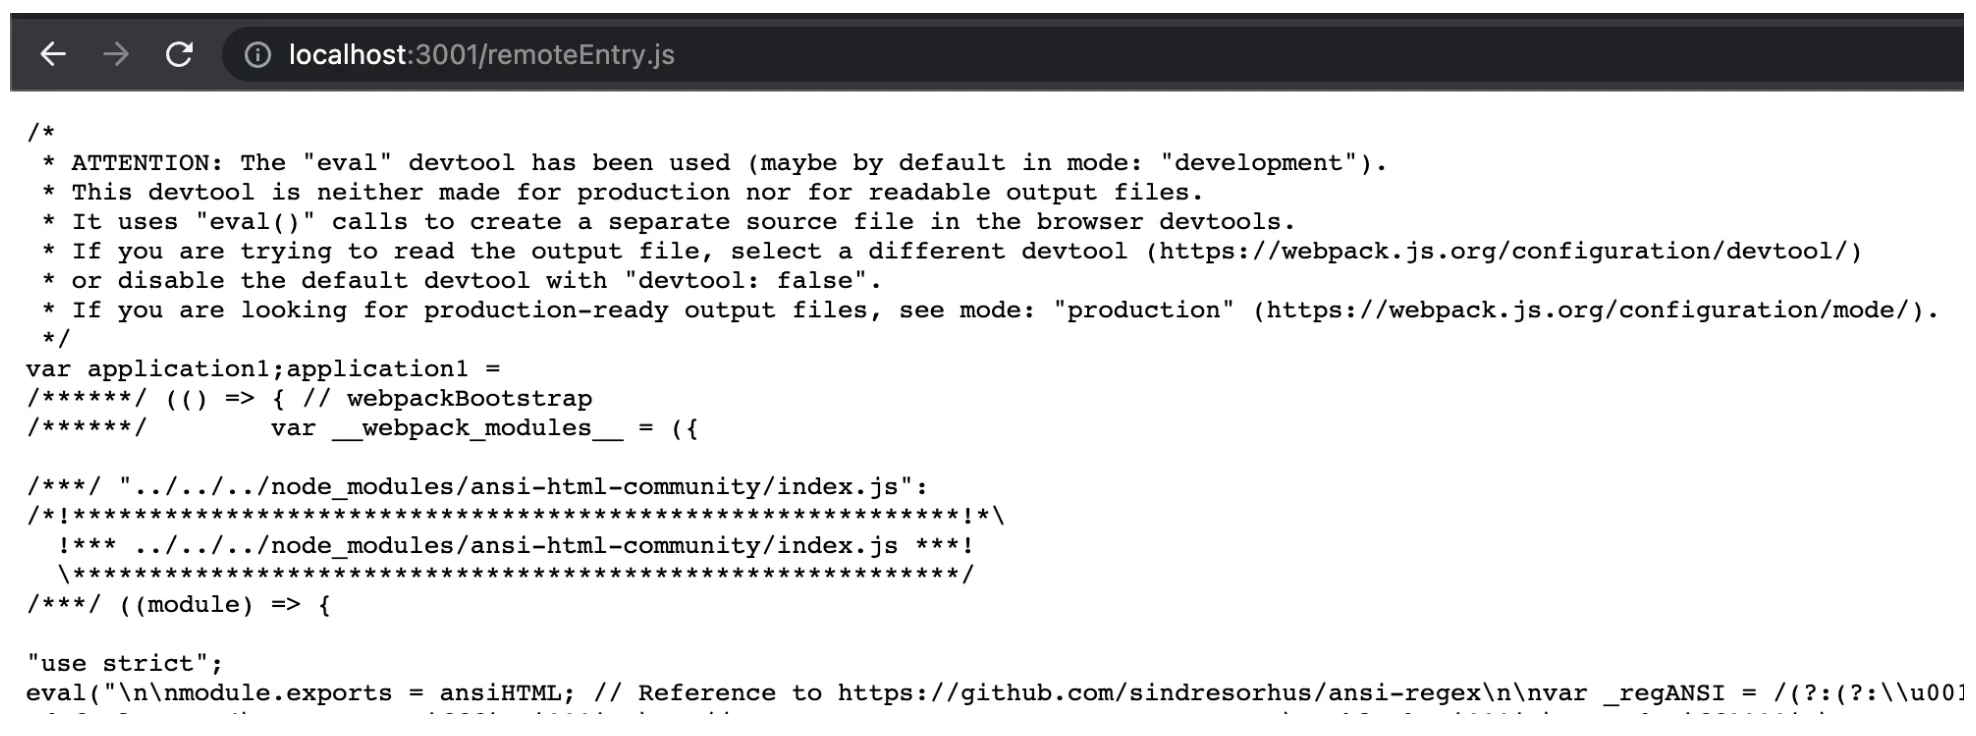 localhost:3001/remoteEntry.js
/*
 * ATTENTION: The "eval" devtool has been used (maybe by default in mode: "development").
 * This devtool is neither made for production nor for readable output files.
 * It uses "eval()" calls to create a separate source file in the browser devtools.
 * If you are trying to read the output file, select a different devtool (https://webpack.js.org/configuration/devtool/)
 * or disable the default devtool with "devtool: false".
 * If you are looking for production-ready output files, see mode: "production" (https://webpack.js.org/configuration/mode/).
 */
var application1;application1 =
/******/ (() => { // webpackBootstrap
/******/        var __webpack_modules__ = ({
/***/ "../../../node_modules/ansi-html-community/index.js":
/*!**********************************************************!*\
  !*** ../../../node_modules/ansi-html-community/index.js ***!
  \**********************************************************/
/***/ ((module) => {
"use strict";
eval("\n\nmodule.exports = ansiHTML; // Reference to https://github.com/sindresorhus/ansi-regex\n\nvar _regANSI = /(?:(?:\\u001